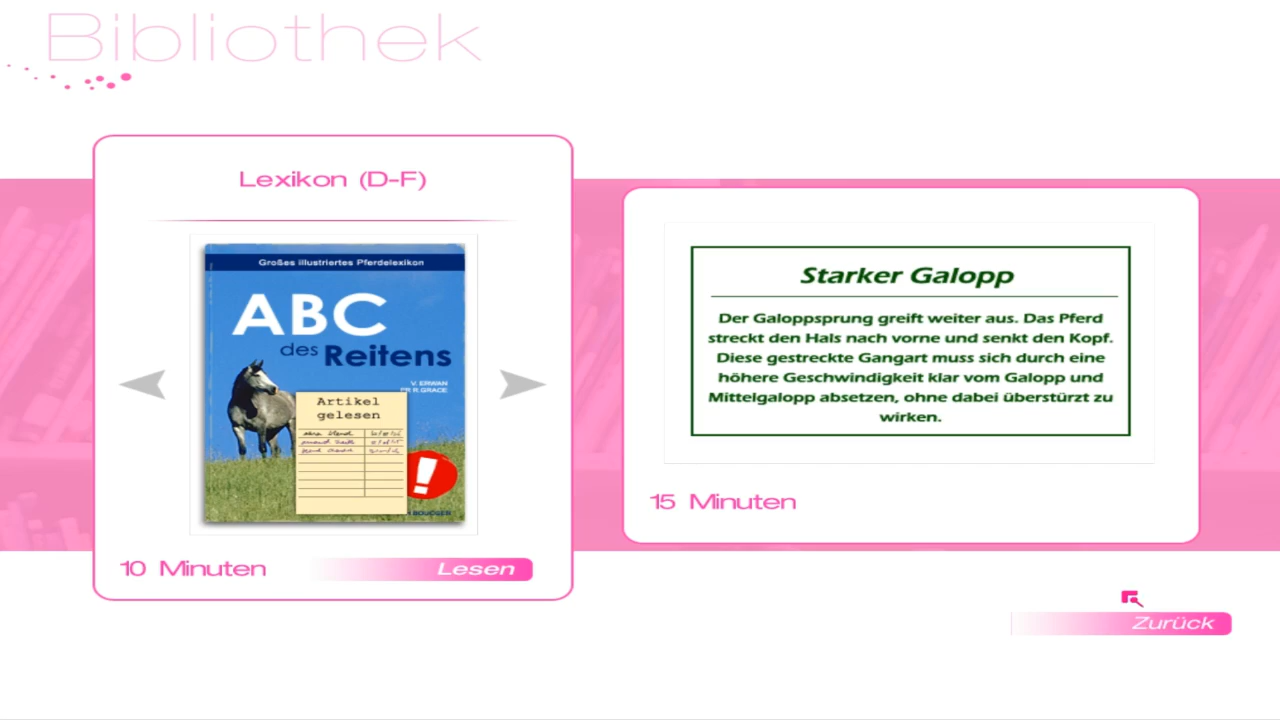 Bibliothek
Lexikon (D-F)
Großes illustriertes Pferdelexikon
ABC
des Reitens
V. ERWAN
Artikel
gelesen
10 Minuten
Lesen
Starker Galopp
Der Galoppsprung greift weiter aus. Das Pferd
streckt den Hals nach vorne und senkt den Kopf.
Diese gestreckte Gangart muss sich durch eine
höhere Geschwindigkeit klar vom Galopp und
Mittelgalopp absetzen, ohne dabei überstürzt zu
wirken.
15 Minuten
Zurück